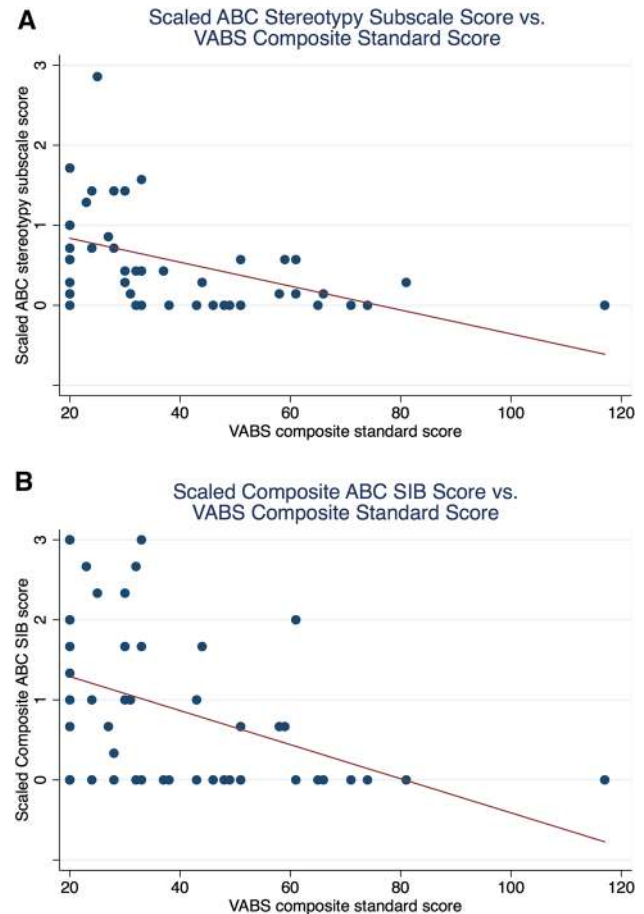 A
Scaled ABC Stereotypy Subscale Score vs.
VABS Composite Standard Score
Scaled ABC stereotypy subscale score
3
2
1
0
20 40 60 80 100 120
VABS composite standard score
B
Scaled Composite ABC SIB Score vs.
VABS Composite Standard Score
Scaled Composite ABC SIB score
3
2
1
0
20 40 60 80 100 120
VABS composite standard score